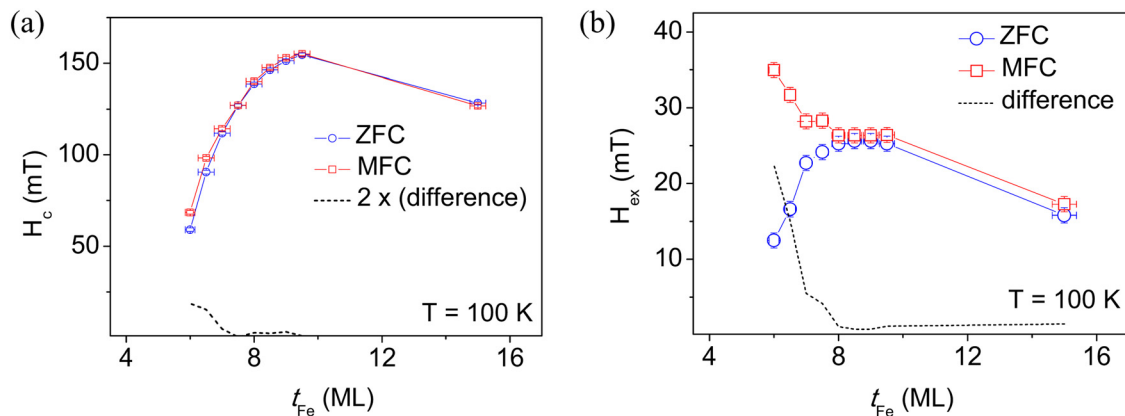 (a)
150
100
50
H_c (mT)
ZFC
MFC
2 x (difference)
T = 100 K
4
8
12
16
t_Fe (ML)
(b)
40
30
20
10
H_ex (mT)
ZFC
MFC
difference
T = 100 K
4
8
12
16
t_Fe (ML)